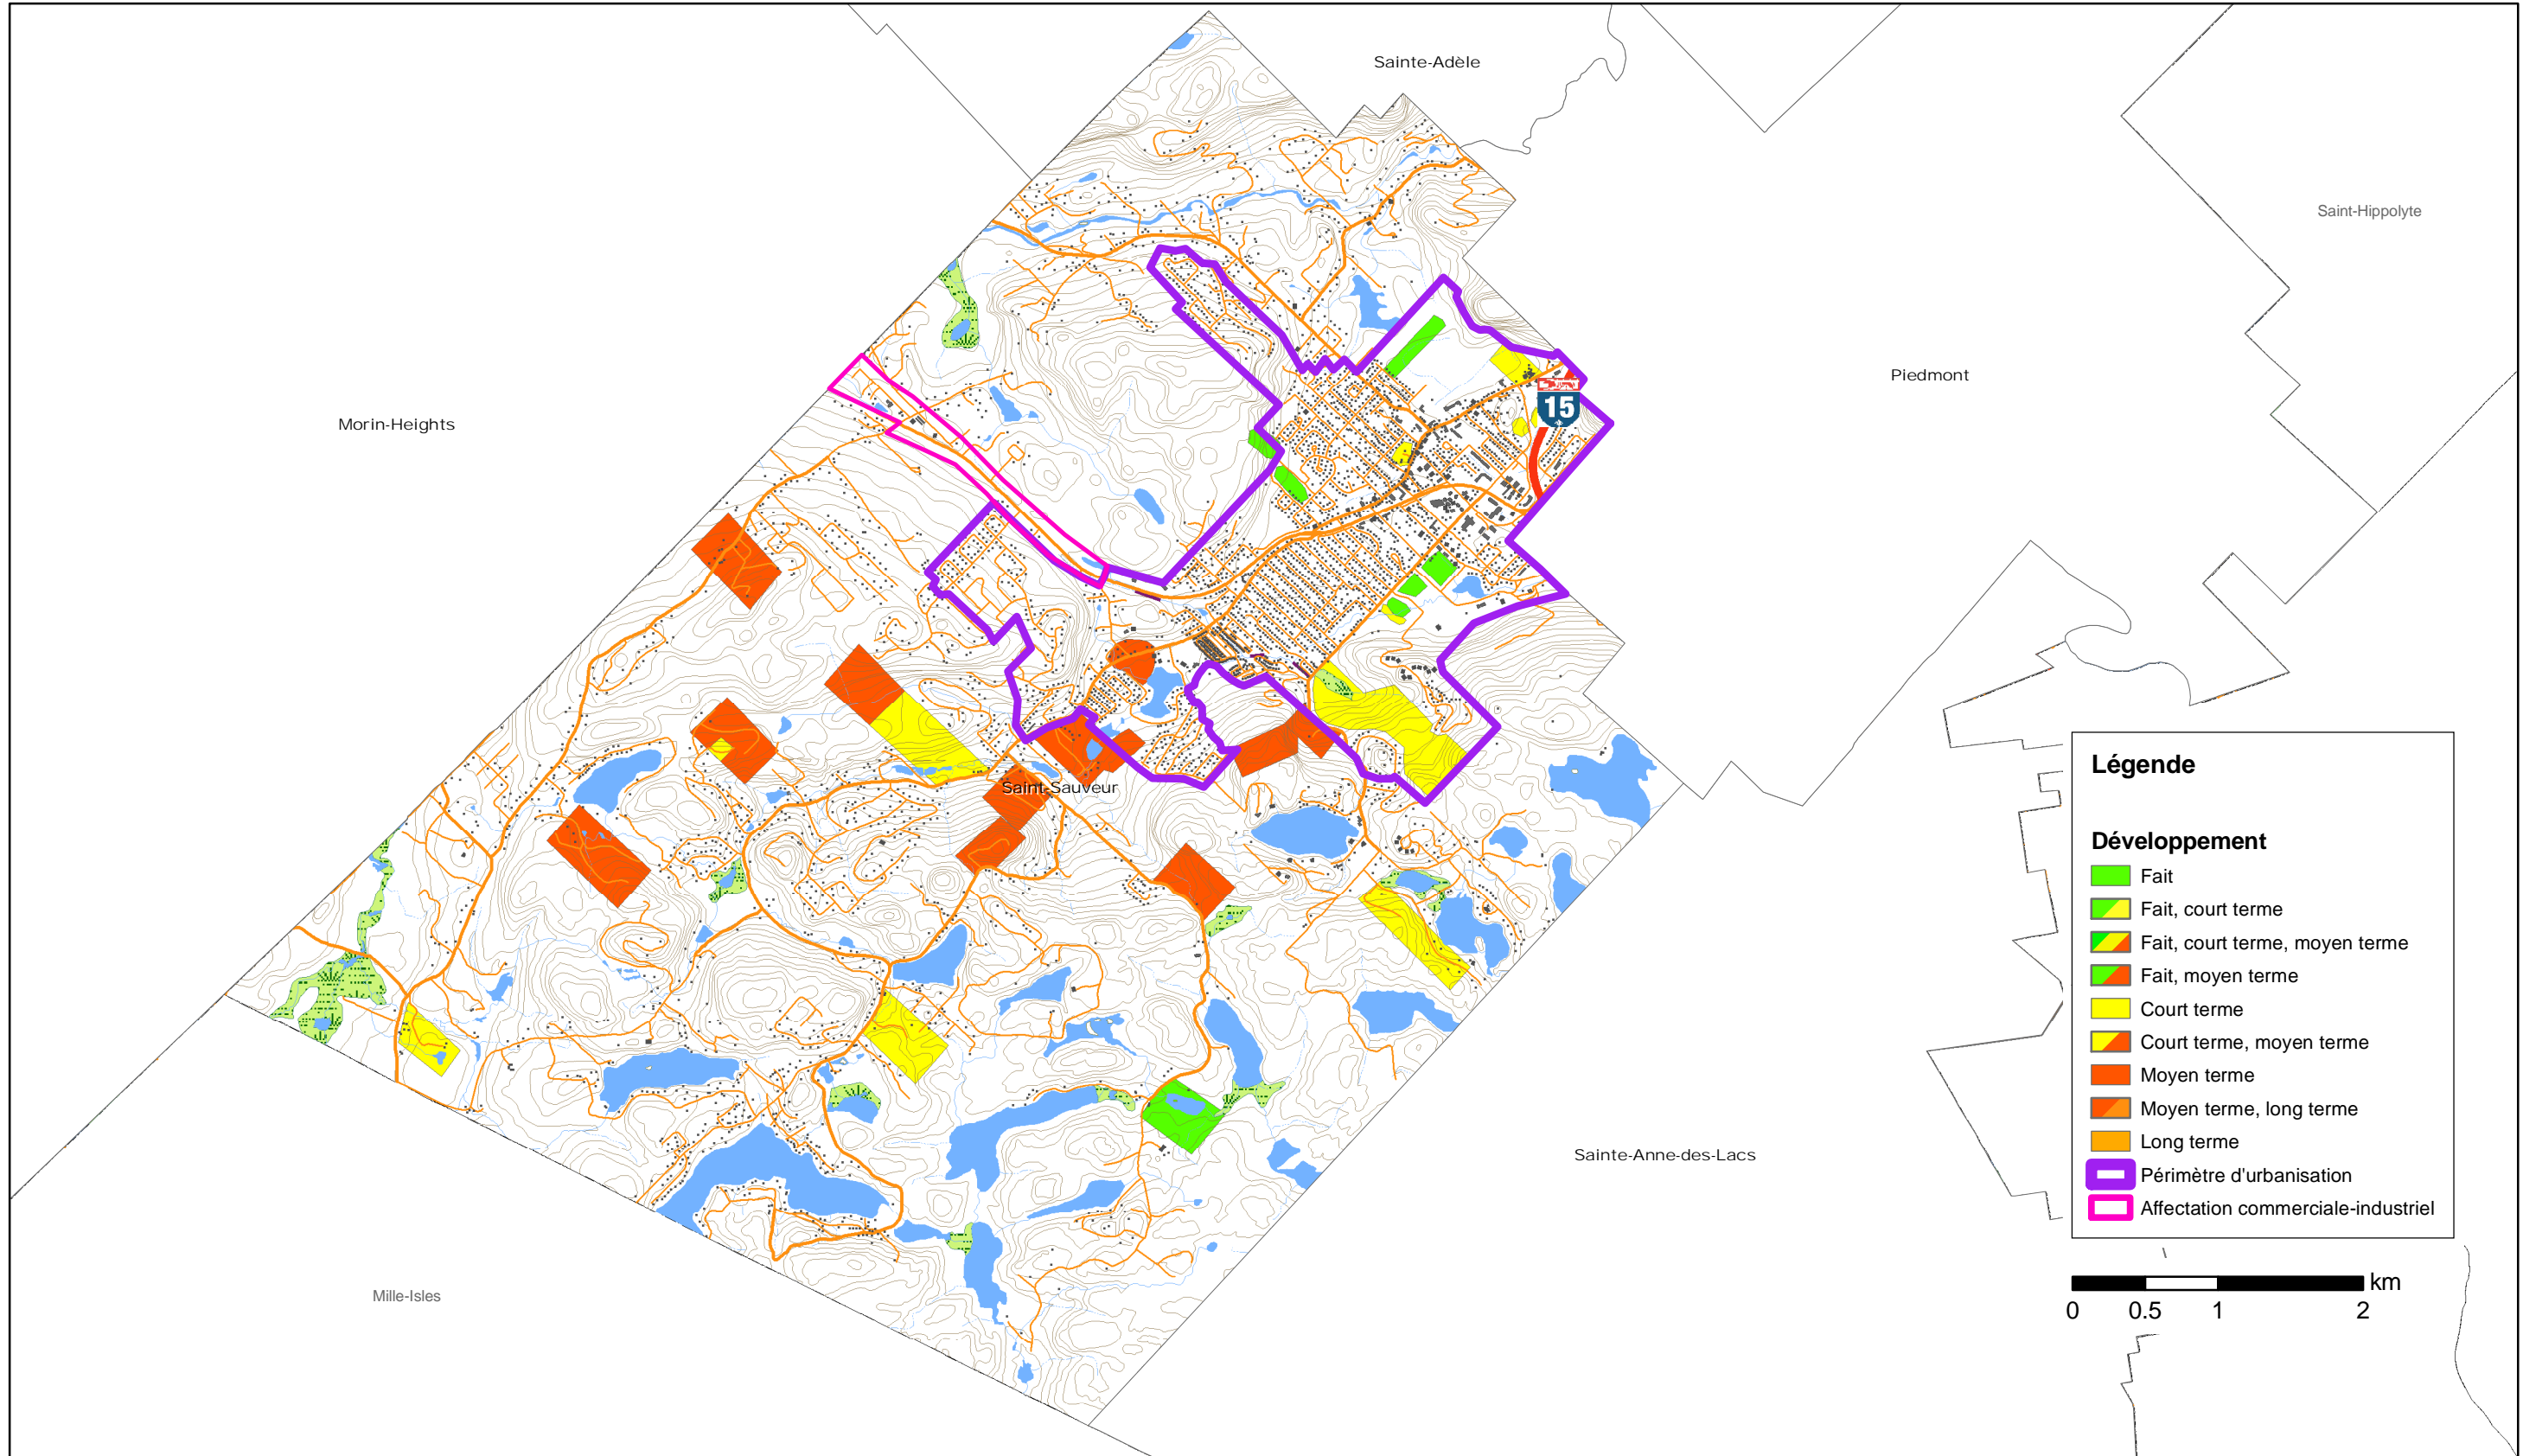 Sainte-Adèle
Saint-Hippolyte
Piedmont
Morin-Heights
15
Saint-Sauveur
Sainte-Anne-des-Lacs
Mille-Isles
Légende
Développement
Fait
Fait, court terme
Fait, court terme, moyen terme
Fait, moyen terme
Court terme
Court terme, moyen terme
Moyen terme
Moyen terme, long terme
Long terme
Périmètre d'urbanisation
Affectation commerciale-industriel
km
0 0.5 1 2